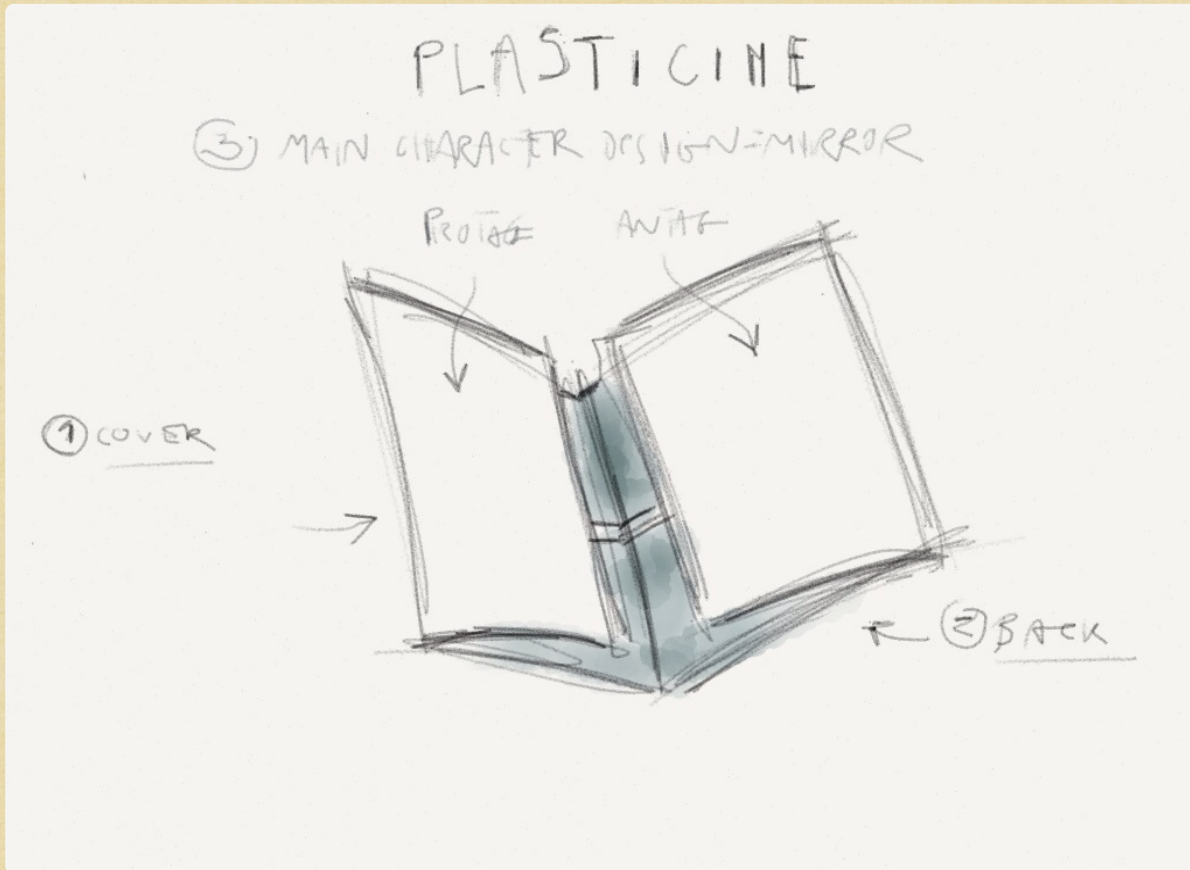 PLASTICINE
③ MAIN CHARACTER DESIGN-MIRROR
PROTAG
ANTAG
① COVER
② BACK